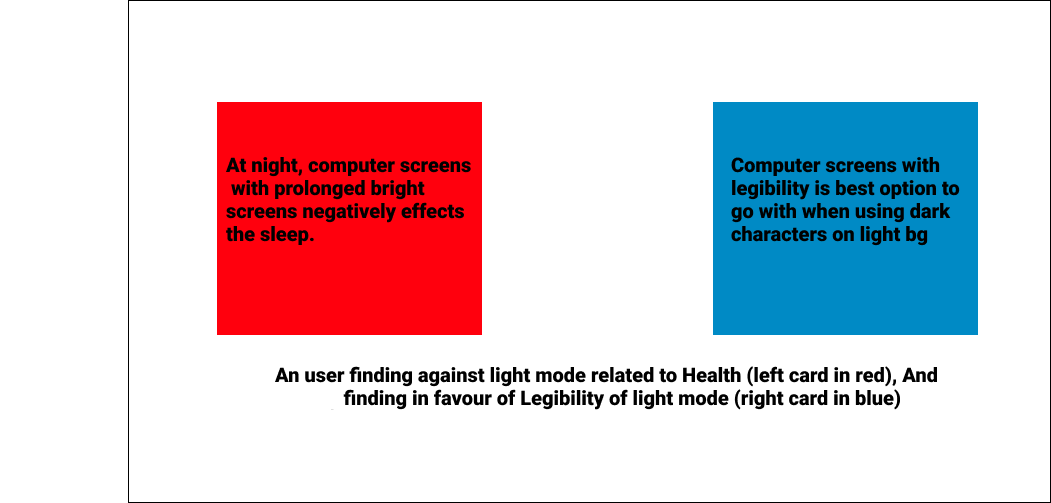 At night, computer screens
with prolonged bright
screens negatively effects
the sleep.
Computer screens with
legibility is best option to
go with when using dark
characters on light bg
An user finding against light mode related to Health (left card in red), And
finding in favour of Legibility of light mode (right card in blue)